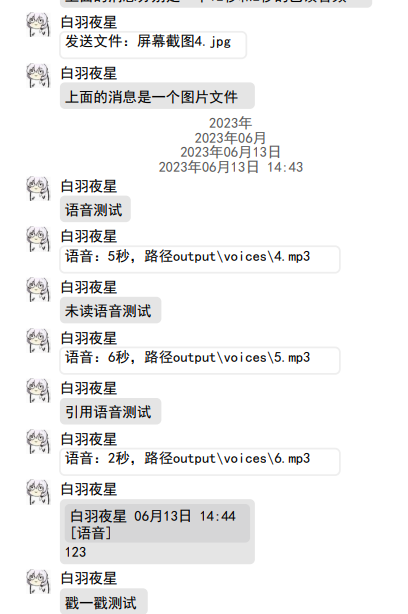 白羽夜星
发送文件: 屏幕截图4.jpg
白羽夜星
上面的消息是一个图片文件
2023年
2023年06月
2023年06月13日
2023年06月13日 14:43
白羽夜星
语音测试
白羽夜星
语音: 5秒, 路径output\voices\4.mp3
白羽夜星
未读语音测试
白羽夜星
语音: 6秒, 路径output\voices\5.mp3
白羽夜星
引用语音测试
白羽夜星
语音: 2秒, 路径output\voices\6.mp3
白羽夜星
白羽夜星 06月13日 14:44
[语音]
123
白羽夜星
戳一戳测试